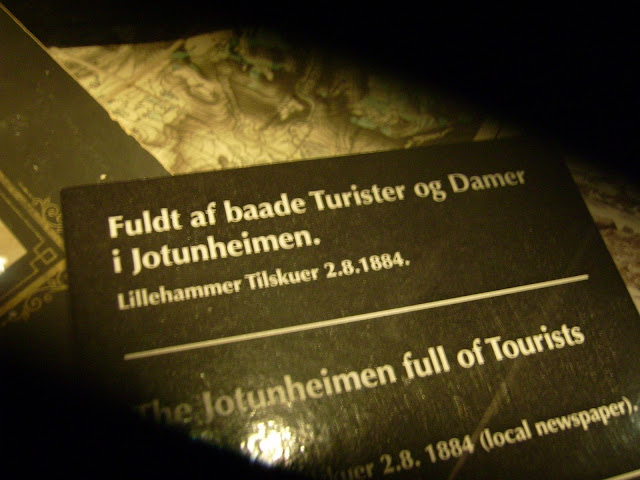 Fuldt af baade Turister og Damer
i Jotunheimen.
Lillehammer Tilskuer 2.8.1884.
The Jotunheimen full of Tourists
2.8. 1884 (local newspaper).